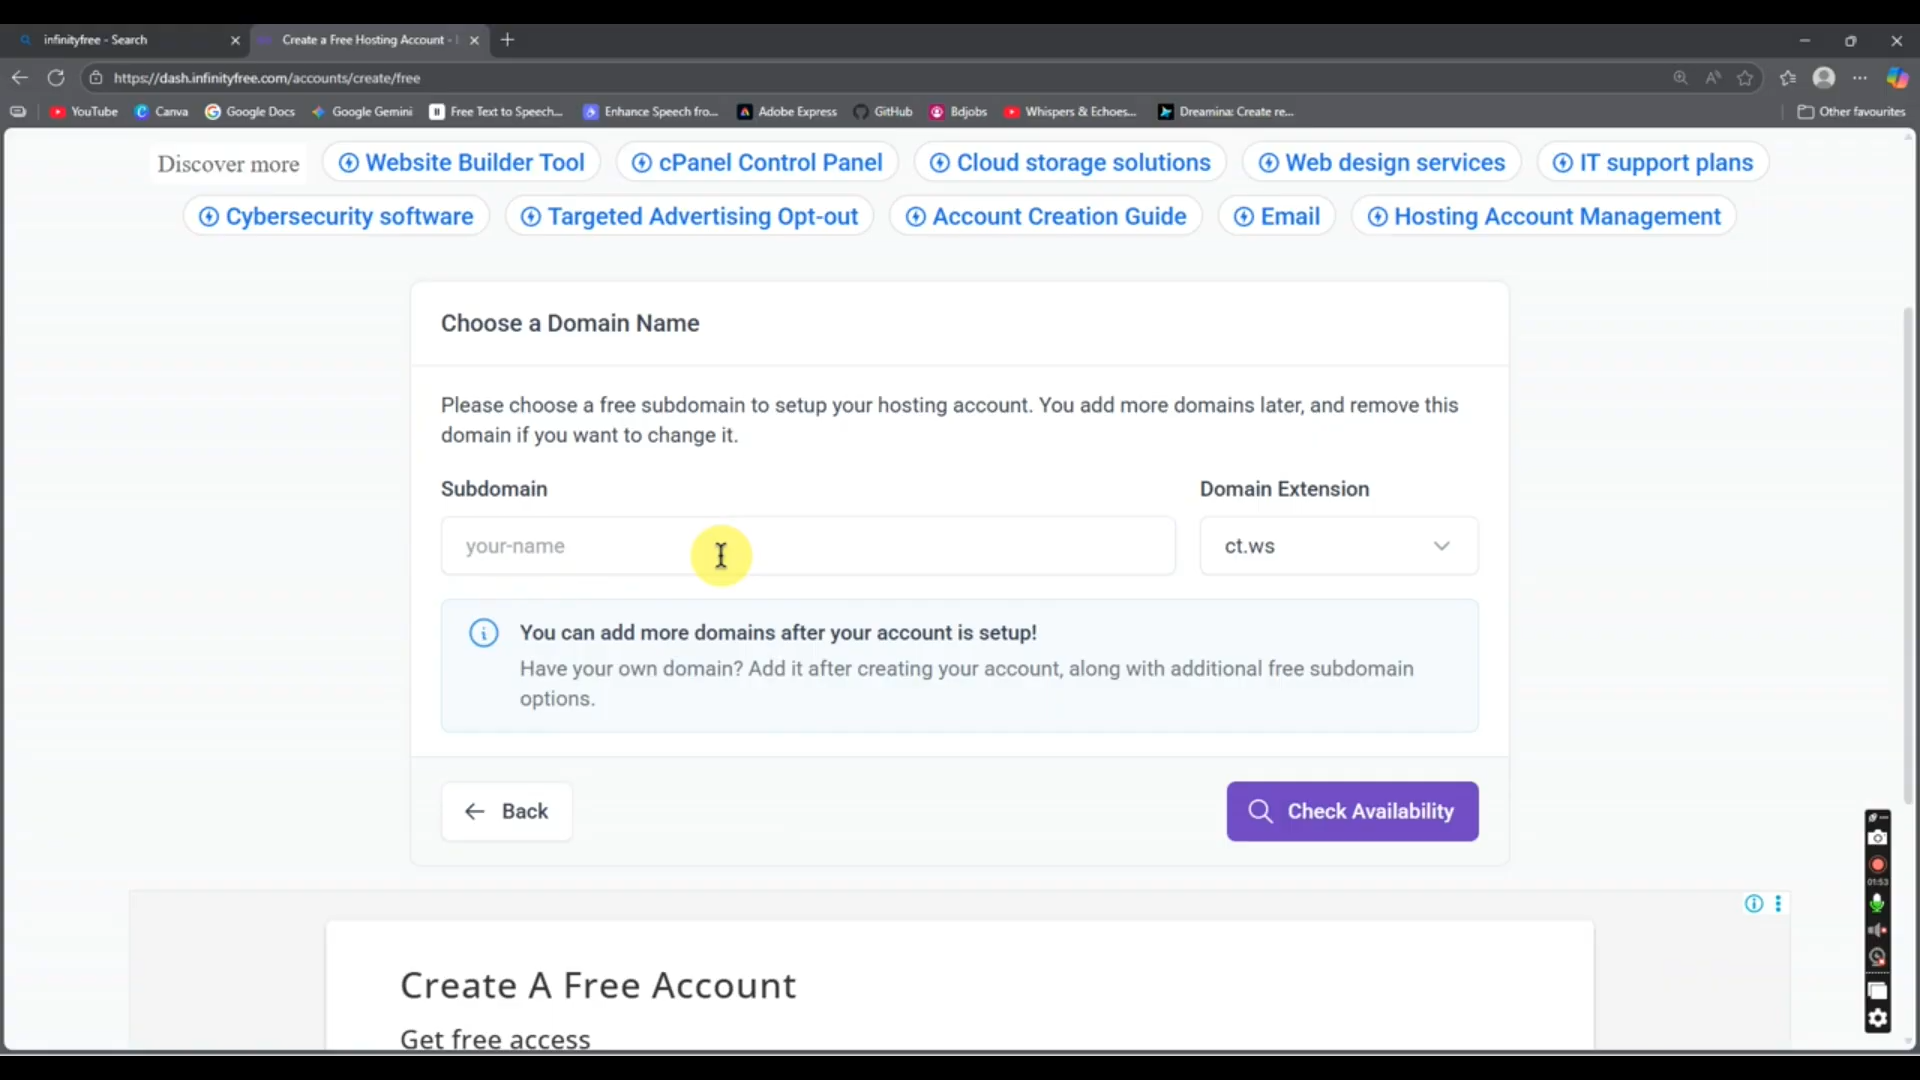 infinityfree - Search
Create a Free Hosting Account -
https://dash.infinityfree.com/accounts/create/free
YouTube
Canva
Google Docs
Google Gemini
Free Text to Speech...
Enhance Speech fro...
Adobe Express
GitHub
Bdjobs
Whispers & Echoes...
Dreamina: Create re...
Other favourites
Discover more
Website Builder Tool
cPanel Control Panel
Cloud storage solutions
Web design services
IT support plans
Cybersecurity software
Targeted Advertising Opt-out
Account Creation Guide
Email
Hosting Account Management
Choose a Domain Name
Please choose a free subdomain to setup your hosting account. You add more domains later, and remove this
domain if you want to change it.
Subdomain
Domain Extension
your-name
ct.ws
You can add more domains after your account is setup!
Have your own domain? Add it after creating your account, along with additional free subdomain
options.
Back
Check Availability
01:53
Create A Free Account
Get free access